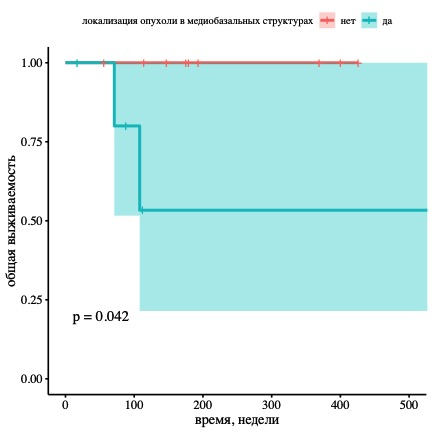 локализация опухоли в медиобазальных структурах нет да
1.00
0.75
0.50
0.25
0.00
общая выживаемость
p = 0.042
0 100 200 300 400 500
время, недели